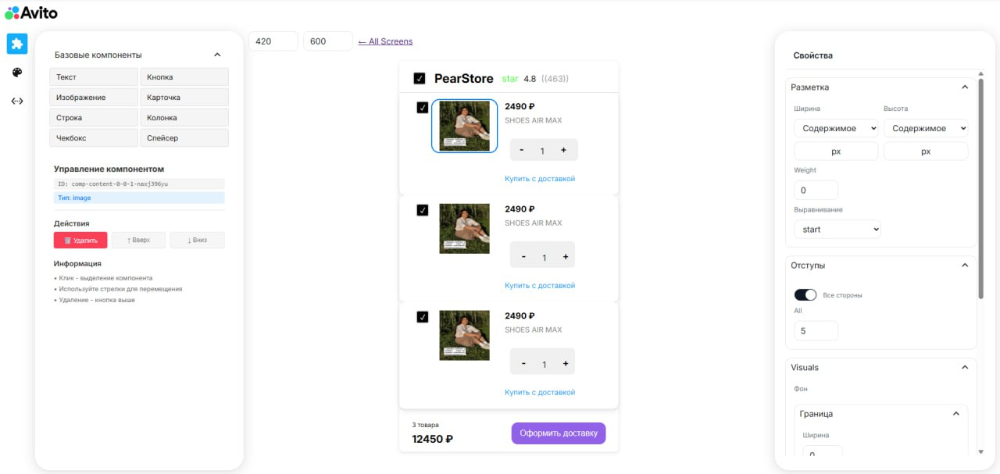 Avito
420 600 ← All Screens
Базовые компоненты
Текст Кнопка
Изображение Карточка
Строка Колонка
Чекбокс Спейсер
Управление компонентом
ID: comp-content-0-0-1-naxj396yu
Тип: image
Действия
Удалить ↑ Вверх ↓ Вниз
Информация
• Клик - выделение компонента
• Используйте стрелки для перемещения
• Удаление - кнопка выше
PearStore star 4.8 ((463))
2490 ₽
SHOES AIR MAX
- 1 +
Купить с доставкой
2490 ₽
SHOES AIR MAX
- 1 +
Купить с доставкой
2490 ₽
SHOES AIR MAX
- 1 +
Купить с доставкой
3 товара
12450 ₽
Оформить доставку
Свойства
Разметка
Ширина Высота
Содержимое Содержимое
px px
Weight
0
Выравнивание
start
Отступы
Все стороны
All
5
Visuals
Фон
Граница
Ширина
0